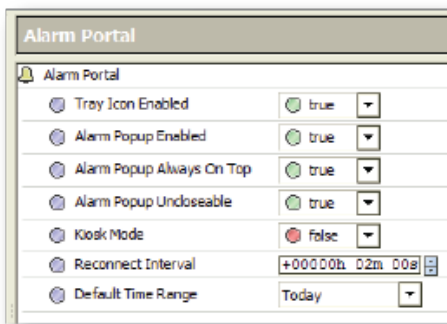 Alarm Portal
Alarm Portal
Tray Icon Enabled true
Alarm Popup Enabled true
Alarm Popup Always On Top true
Alarm Popup Uncloseable true
Kiosk Mode false
Reconnect Interval +00000h 02m 00s
Default Time Range Today